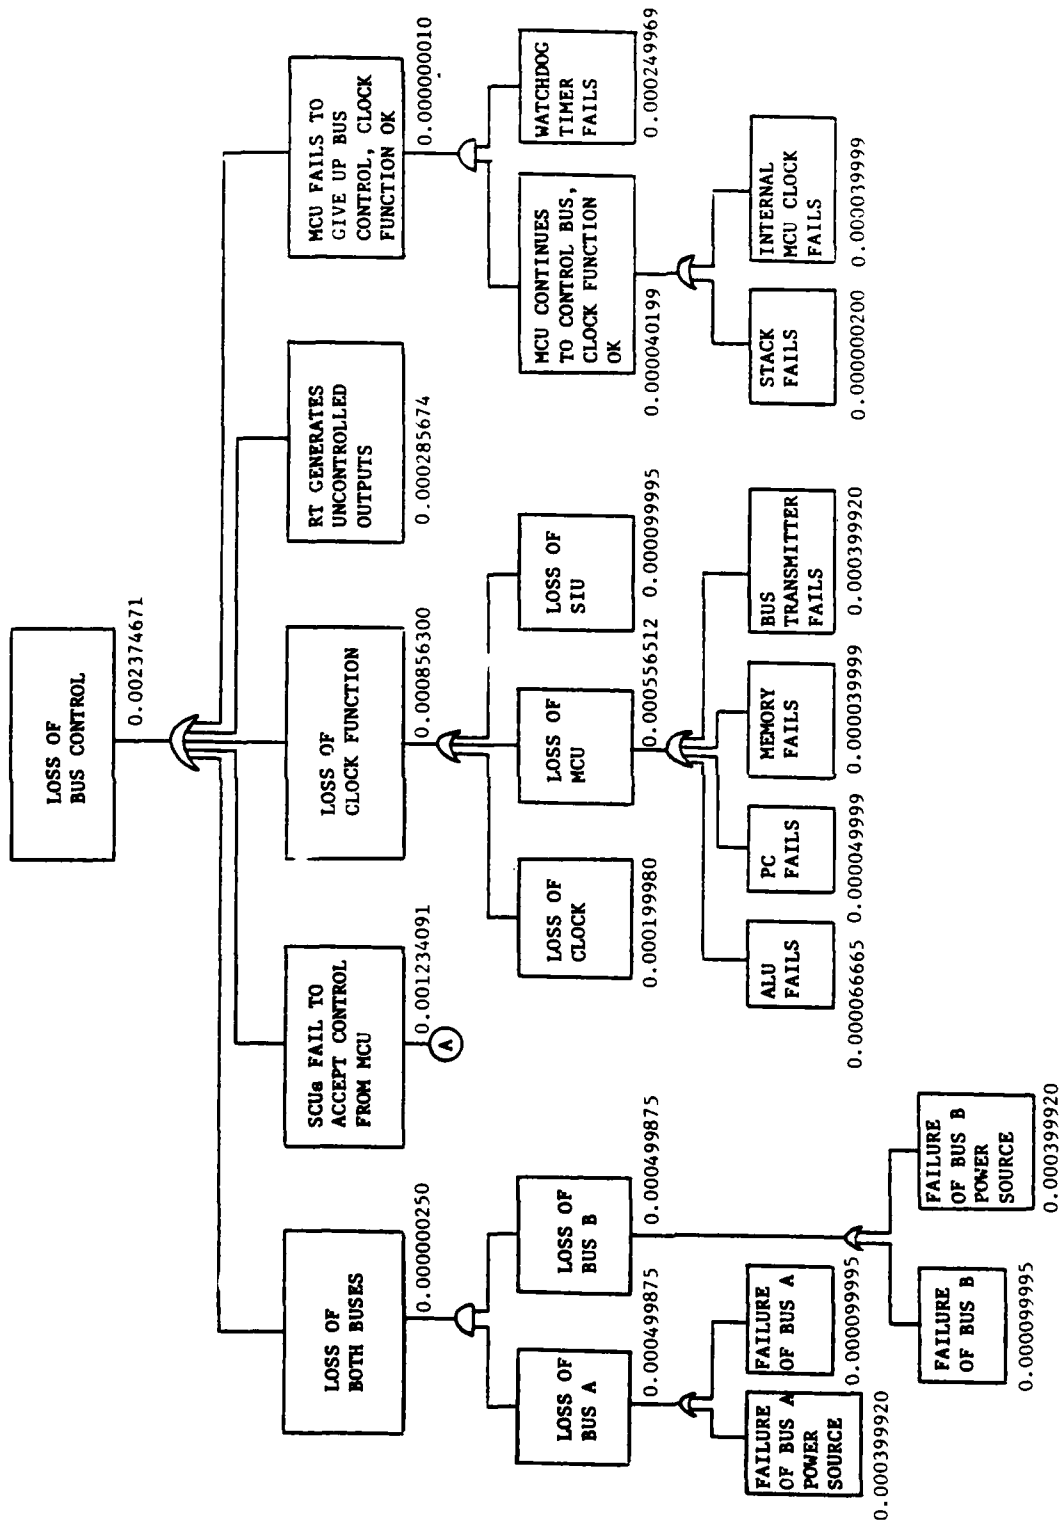 LOSS OF
BUS CONTROL
0.002374671
LOSS OF
BOTH BUSES
0.000000250
SCUs FAIL TO
ACCEPT CONTROL
FROM MCU
0.001234091
A
LOSS OF
CLOCK FUNCTION
0.000856300
RT GENERATES
UNCONTROLLED
OUTPUTS
0.000285674
MCU FAILS TO
GIVE UP BUS
CONTROL, CLOCK
FUNCTION OK
0.0000000010
LOSS OF
BUS A
0.000499875
LOSS OF
BUS B
0.000499875
LOSS OF
CLOCK
0.000199980
LOSS OF
MCU
0.000556512
LOSS OF
SIU
0.000099995
MCU CONTINUES
TO CONTROL BUS,
CLOCK FUNCTION
OK
0.000040199
WATCHDOG
TIMER
FAILS
0.000249969
FAILURE
OF BUS A
POWER
SOURCE
0.000399920
FAILURE
OF BUS A
0.000099995
ALU
FAILS
0.000066665
PC
FAILS
0.000049999
MEMORY
FAILS
0.000039999
BUS
TRANSMITTER
FAILS
0.000399920
STACK
FAILS
0.000000200
INTERNAL
MCU CLOCK
FAILS
0.000039999
FAILURE
OF BUS B
0.000099995
FAILURE
OF BUS B
POWER
SOURCE
0.000399920